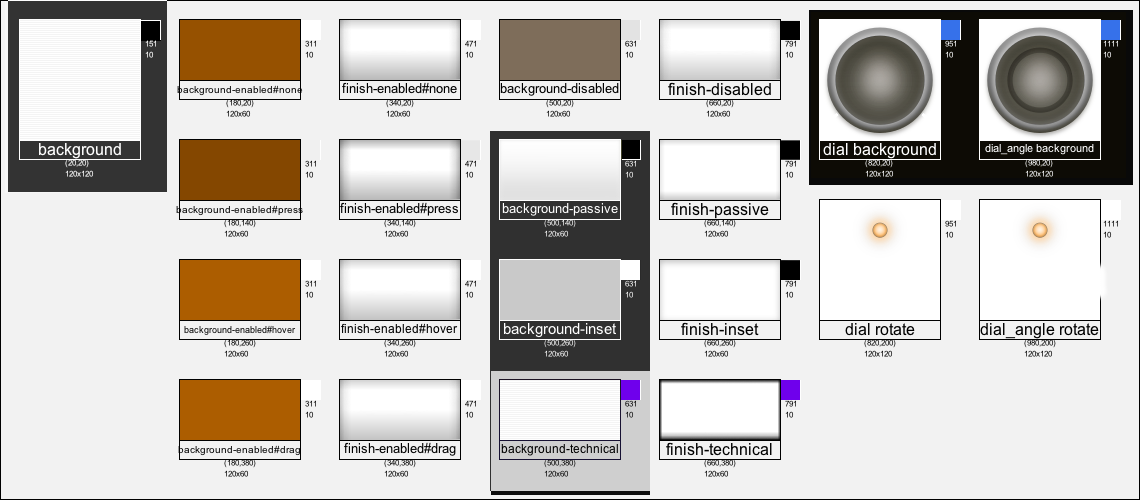 151
10
background
(20,20)
120x120
311
10
background-enabled#none
(180,20)
120x60
471
10
finish-enabled#none
(340,20)
120x60
631
10
background-disabled
(500,20)
120x60
791
10
finish-disabled
(660,20)
120x60
951
10
dial background
(820,20)
120x120
1111
10
dial_angle background
(980,20)
120x120
311
10
background-enabled#press
(180,140)
120x60
471
10
finish-enabled#press
(340,140)
120x60
631
10
background-passive
(500,140)
120x60
791
10
finish-passive
(660,140)
120x60
951
10
dial rotate
(820,200)
120x120
1111
10
dial_angle rotate
(980,200)
120x120
311
10
background-enabled#hover
(180,260)
120x60
471
10
finish-enabled#hover
(340,260)
120x60
631
10
background-inset
(500,260)
120x60
791
10
finish-inset
(660,260)
120x60
311
10
background-enabled#drag
(180,380)
120x60
471
10
finish-enabled#drag
(340,380)
120x60
631
10
background-technical
(500,380)
120x60
791
10
finish-technical
(660,380)
120x60